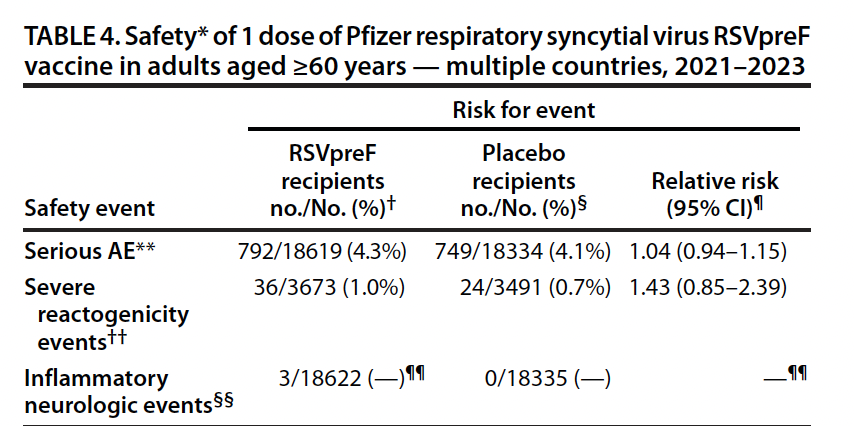 TABLE 4. Safety* of 1 dose of Pfizer respiratory syncytial virus RSVpreF
vaccine in adults aged ≥60 years — multiple countries, 2021–2023
Risk for event
Safety event
RSVpreF
recipients
no./No. (%)†
Placebo
recipients
no./No. (%)§
Relative risk
(95% CI)¶
Serious AE** 792/18619 (4.3%) 749/18334 (4.1%) 1.04 (0.94–1.15)
Severe 36/3673 (1.0%) 24/3491 (0.7%) 1.43 (0.85–2.39)
reactogenicity
events††
Inflammatory 3/18622 (—)¶¶ 0/18335 (—) —¶¶
neurologic events§§